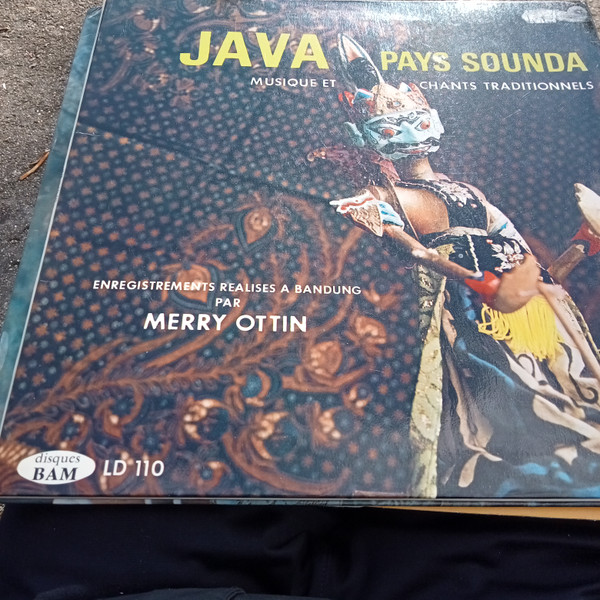 JAVA PAYS SOUNDA
MUSIQUE ET CHANTS TRADITIONNELS
ENREGISTREMENTS REALISES A BANDUNG
PAR
MERRY OTTIN
disques
BAM
LD 110